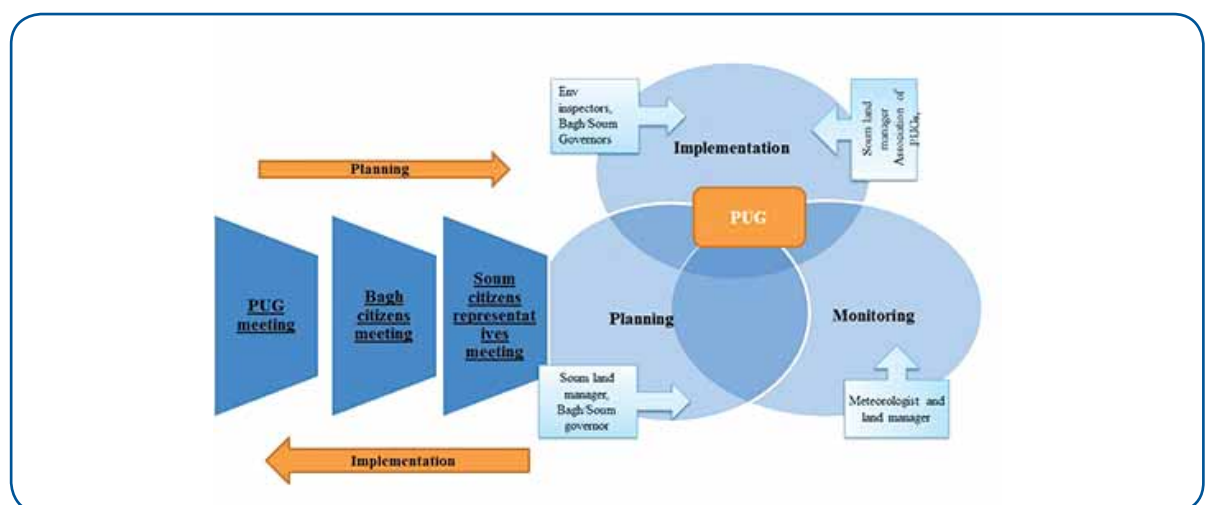 Planning
PUG
meeting
Bagh
citizens
meeting
Soum
citizens
representat
ives
meeting
Implementation
Env
inspectors,
Bagh/Soum
Governors
Soum land
manager
Association of
PUGs,
Implementation
PUG
Planning
Monitoring
Soum land
manager,
Bagh/Soum
governor
Meteorologist and
land manager